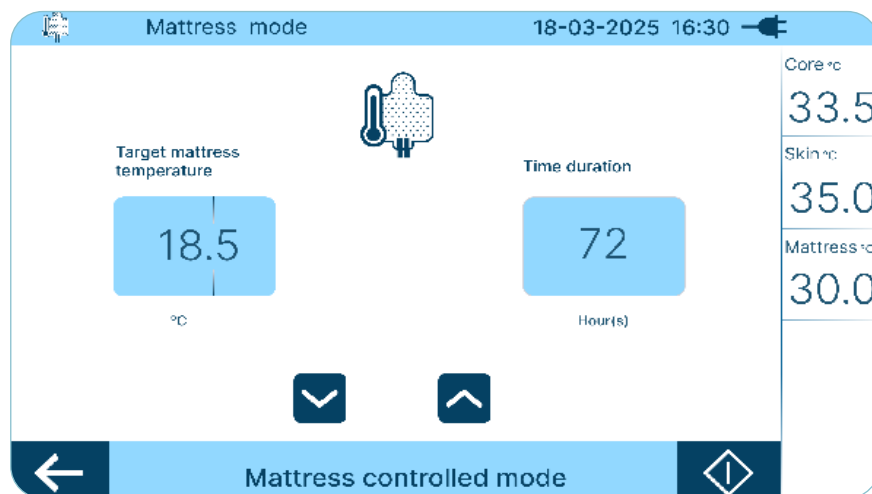 Mattress mode
18-03-2025 16:30
Core °C
33.5
Skin °C
35.0
Mattress °C
30.0
Target mattress
temperature
18.5
°C
Time duration
72
Hour(s)
Mattress controlled mode